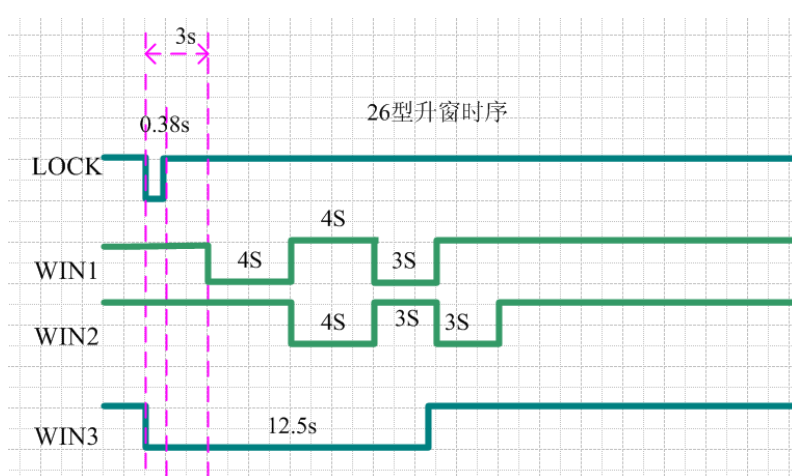 3s
0.38s
26型升窗时序
LOCK
4S
WIN1
4S
3S
WIN2
4S
3S
3S
WIN3
12.5s